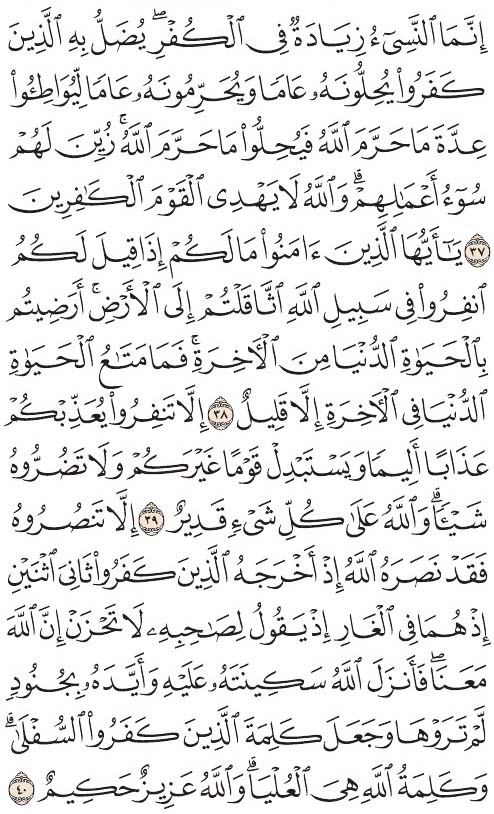 إِنَّمَا ٱلنَّسِىٓءُ زِيَادَةٌ فِى ٱلْكُفْرِ ۖ يُضَلُّ بِهِ ٱلَّذِينَ
كَفَرُوا۟ يُحِلُّونَهُۥ عَامًا وَيُحَرِّمُونَهُۥ عَامًا لِّيُوَاطِـُٔوا۟
عِدَّةَ مَا حَرَّمَ ٱللَّهُ فَيُحِلُّوا۟ مَا حَرَّمَ ٱللَّهُ ۚ زُيِّنَ لَهُمْ
سُوٓءُ أَعْمَـٰلِهِمْ ۗ وَٱللَّهُ لَا يَهْدِى ٱلْقَوْمَ ٱلْكَـٰفِرِينَ
٣٧ يَـٰٓأَيُّهَا ٱلَّذِينَ ءَامَنُوا۟ مَا لَكُمْ إِذَا قِيلَ لَكُمُ
ٱنفِرُوا۟ فِى سَبِيلِ ٱللَّهِ ٱثَّاقَلْتُمْ إِلَى ٱلْأَرْضِ ۚ أَرَضِيتُم
بِٱلْحَيَوٰةِ ٱلدُّنْيَا مِنَ ٱلْـَٔاخِرَةِ ۚ فَمَا مَتَـٰعُ ٱلْحَيَوٰةِ
ٱلدُّنْيَا فِى ٱلْـَٔاخِرَةِ إِلَّا قَلِيلٌ ٣٨ إِلَّا تَنفِرُوا۟ يُعَذِّبْكُمْ
عَذَابًا أَلِيمًا وَيَسْتَبْدِلْ قَوْمًا غَيْرَكُمْ وَلَا تَضُرُّوهُ
شَيْـًٔا ۗ وَٱللَّهُ عَلَىٰ كُلِّ شَىْءٍ قَدِيرٌ ٣٩ إِلَّا تَنصُرُوهُ
فَقَدْ نَصَرَهُ ٱللَّهُ إِذْ أَخْرَجَهُ ٱلَّذِينَ كَفَرُوا۟ ثَانِىَ ٱثْنَيْنِ
إِذْ هُمَا فِى ٱلْغَارِ إِذْ يَقُولُ لِصَـٰحِبِهِۦ لَا تَحْزَنْ إِنَّ ٱللَّهَ
مَعَنَا ۖ فَأَنزَلَ ٱللَّهُ سَكِينَتَهُۥ عَلَيْهِ وَأَيَّدَهُۥ بِجُنُودٍ
لَّمْ تَرَوْهَا وَجَعَلَ كَلِمَةَ ٱلَّذِينَ كَفَرُوا۟ ٱلسُّفْلَىٰ ۗ
وَكَلِمَةُ ٱللَّهِ هِىَ ٱلْعُلْيَا ۗ وَٱللَّهُ عَزِيزٌ حَكِيمٌ ٤٠